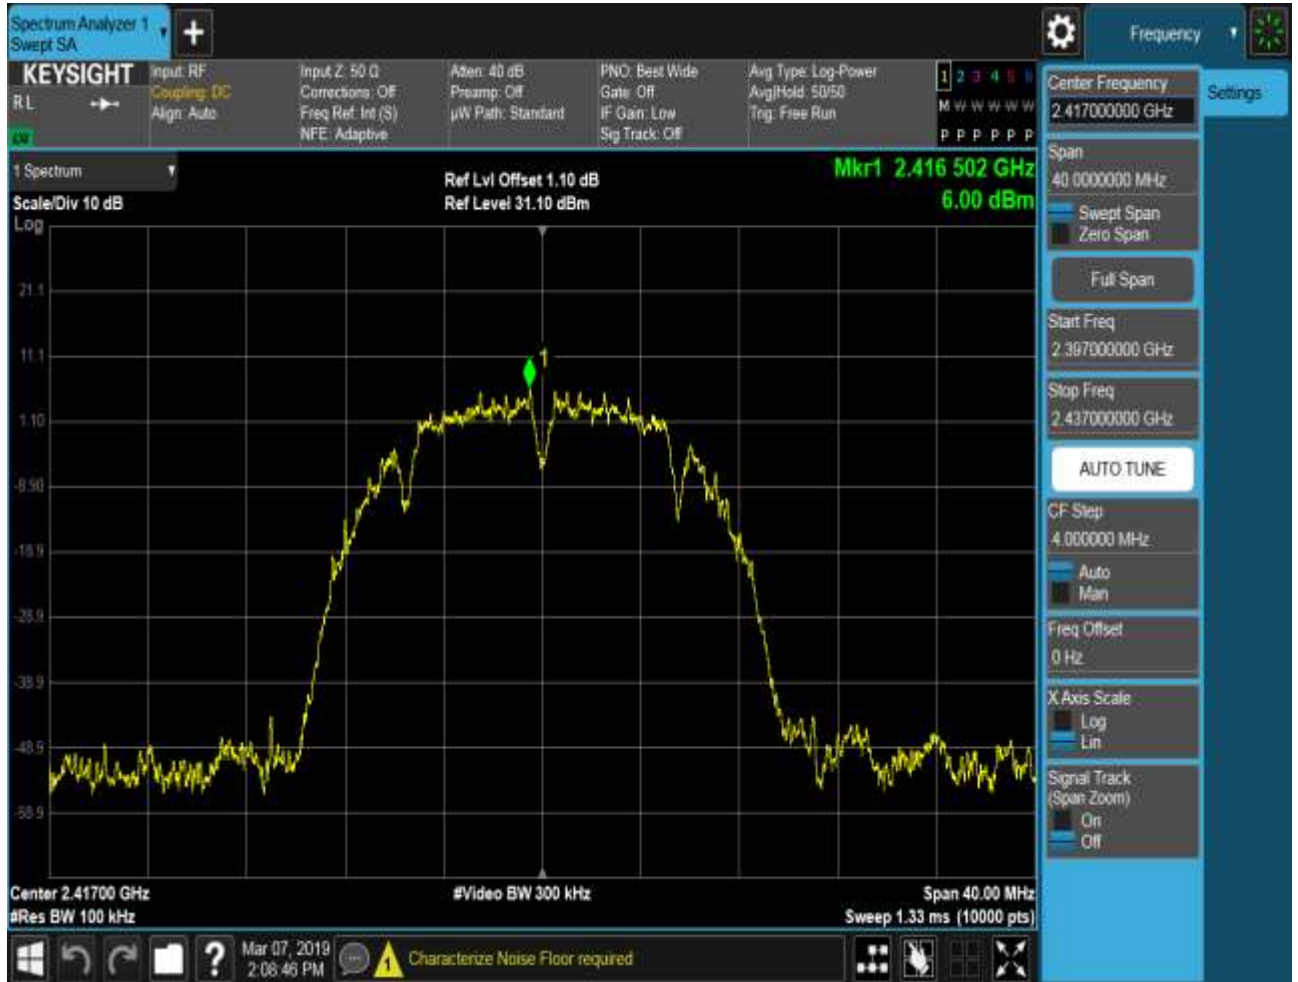 Spectrum Analyzer 1
Swept SA
Frequency
KEYSIGHT
RL
Input: RF
Coupling: DC
Align: Auto
Input Z: 50 Ω
Corrections: Off
Freq Ref: Int (S)
NFE: Adaptive
Atten: 40 dB
Preamp: Off
µW Path: Standard
PNO: Best Wide
Gate: Off
IF Gain: Low
Sig Track: Off
Avg Type: Log-Power
Avg|Hold: 50/50
Trig: Free Run
1 2 3 4 5 6
M W W W W W
P P P P P P
1 Spectrum
Scale/Div 10 dB
Log
Ref Lvl Offset 1.10 dB
Ref Level 31.10 dBm
Mkr1 2.416 502 GHz
6.00 dBm
21.1
11.1
1.10
-8.90
-18.9
-28.9
-38.9
-48.9
-58.9
1
Center 2.41700 GHz
#Res BW 100 kHz
#Video BW 300 kHz
Span 40.00 MHz
Sweep 1.33 ms (10000 pts)
Center Frequency
2.417000000 GHz
Settings
Span
40.0000000 MHz
Swept Span
Zero Span
Full Span
Start Freq
2.397000000 GHz
Stop Freq
2.437000000 GHz
AUTO TUNE
CF Step
4.000000 MHz
Auto
Man
Freq Offset
0 Hz
X Axis Scale
Log
Lin
Signal Track
(Span Zoom)
On
Off
?
Mar 07, 2019
2:08:46 PM
1
Characterize Noise Floor required